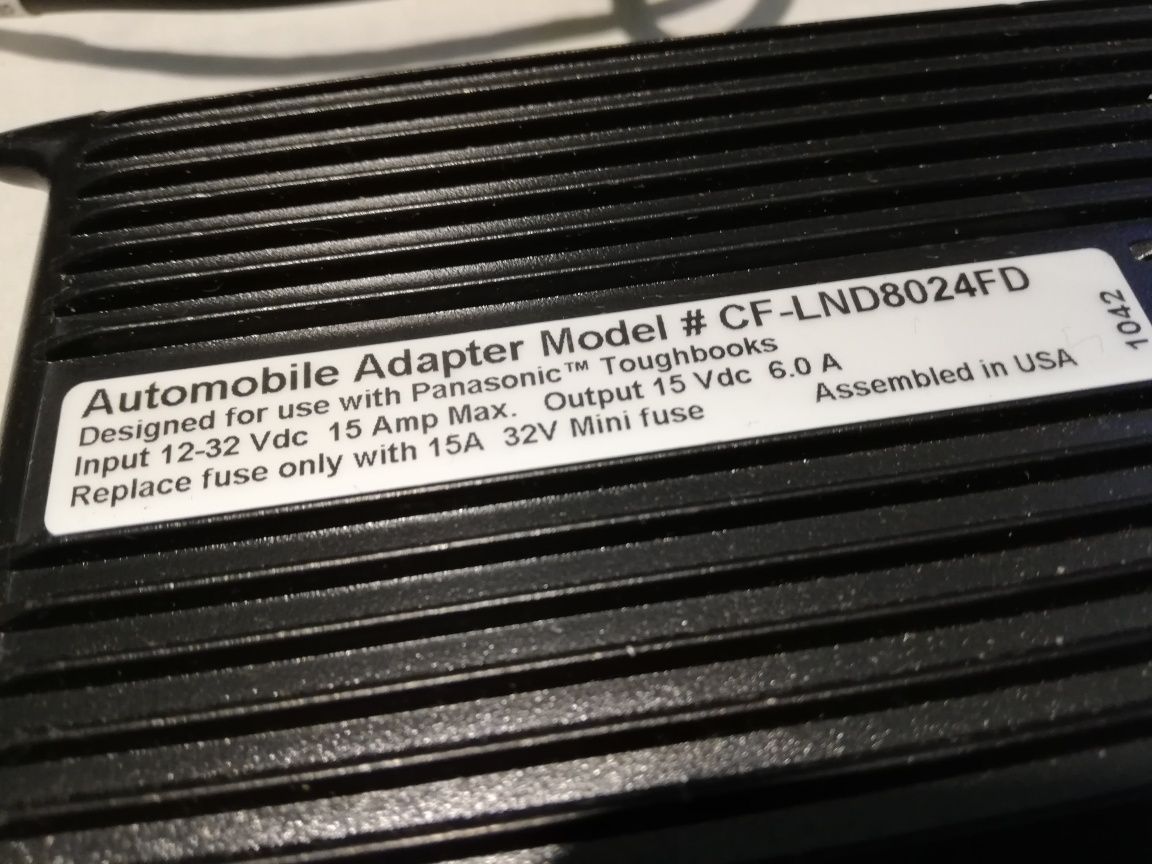 Automobile Adapter Model # CF-LND8024FD
Designed for use with Panasonic™ Toughbooks
Input 12-32 Vdc 15 Amp Max. Output 15 Vdc 6.0 A
Replace fuse only with 15A 32V Mini fuse
Assembled in USA
1042